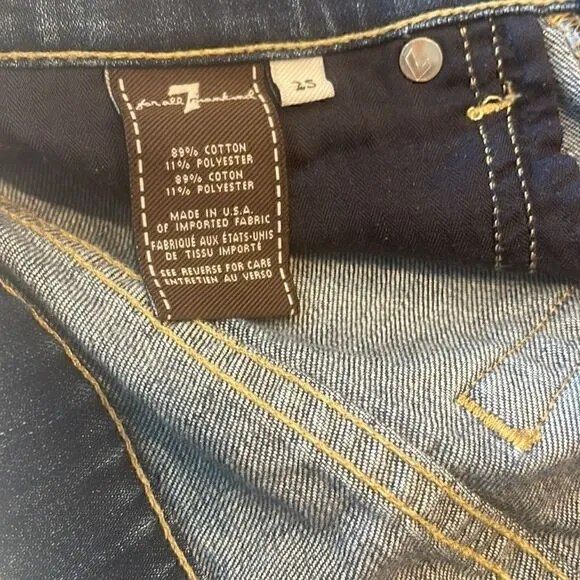 7
for all mankind
25
89% COTTON
11% POLYESTER
89% COTON
11% POLYESTER
MADE IN U.S.A.
OF IMPORTED FABRIC
FABRIQUÉ AUX ÉTATS-UNIS
DE TISSU IMPORTÉ
SEE REVERSE FOR CARE
ENTRETIEN AU VERSO